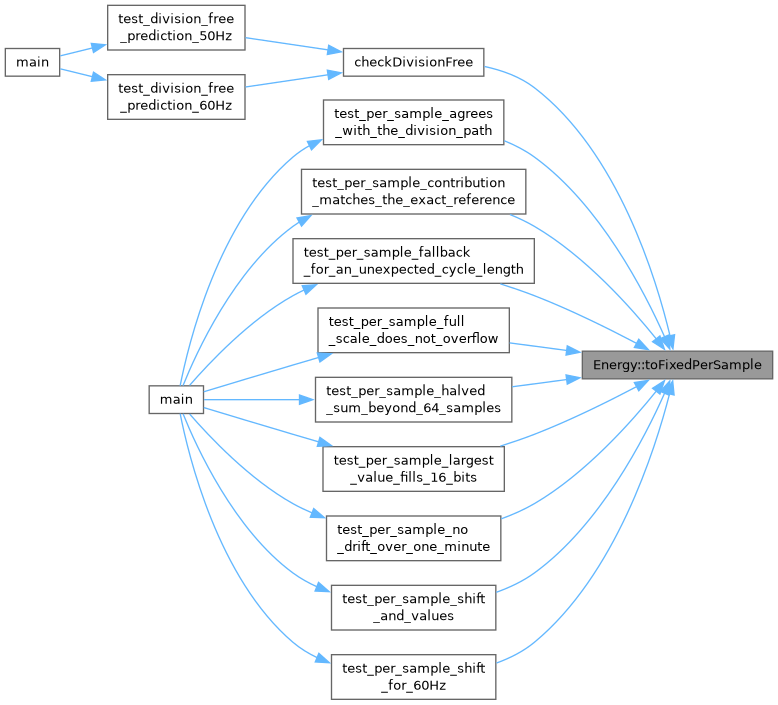 test_division_free
_prediction_50Hz
main
checkDivisionFree
test_division_free
_prediction_60Hz
test_per_sample_agrees
_with_the_division_path
test_per_sample_contribution
_matches_the_exact_reference
test_per_sample_fallback
_for_an_unexpected_cycle_length
test_per_sample_full
_scale_does_not_overflow
Energy::toFixedPerSample
main
test_per_sample_halved
_sum_beyond_64_samples
test_per_sample_largest
_value_fills_16_bits
test_per_sample_no
_drift_over_one_minute
test_per_sample_shift
_and_values
test_per_sample_shift
_for_60Hz